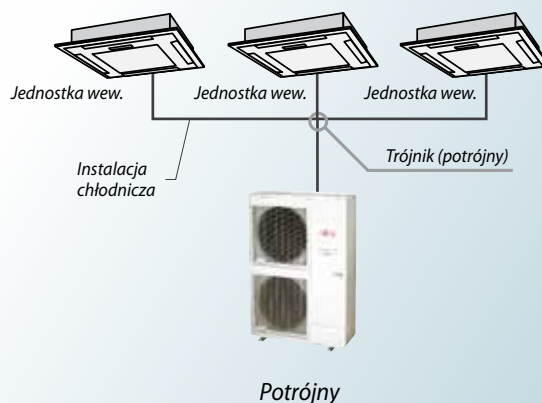 Jednostka wew.
Jednostka wew.
Jednostka wew.
Trójnik (potrójny)
Instalacja
chłodnicza
Potrójny